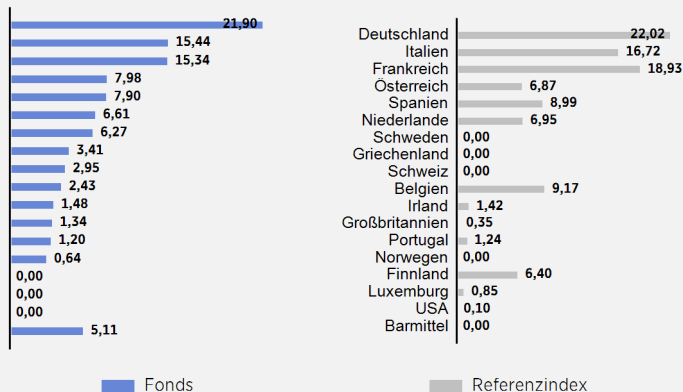 21,90
15,44
15,34
7,98
7,90
6,61
6,27
3,41
2,95
2,43
1,48
1,34
1,20
0,64
0,00
0,00
0,00
5,11
Fonds
Deutschland 22,02
Italien 16,72
Frankreich 18,93
Österreich 6,87
Spanien 8,99
Niederlande 6,95
Schweden 0,00
Griechenland 0,00
Schweiz 0,00
Belgien 9,17
Irland 1,42
Großbritannien 0,35
Portugal 1,24
Norwegen 0,00
Finnland 6,40
Luxemburg 0,85
USA 0,10
Barmittel 0,00
Referenzindex